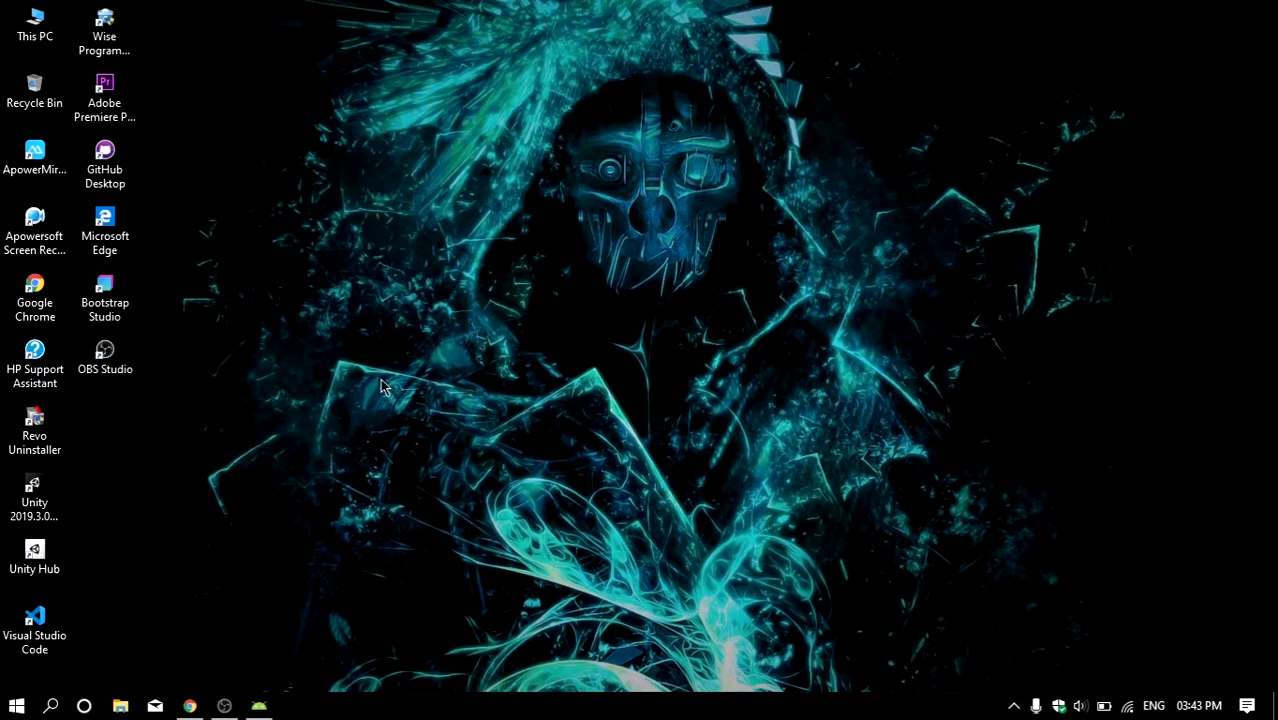 This PC
Wise
Program...
Recycle Bin
Adobe
Premiere P...
ApowerMir...
GitHub
Desktop
Apowersoft
Screen Rec...
Microsoft
Edge
Google
Chrome
Bootstrap
Studio
HP Support
Assistant
OBS Studio
Revo
Uninstaller
Unity
2019.3.0...
Unity Hub
Visual Studio
Code
ENG
03:43 PM